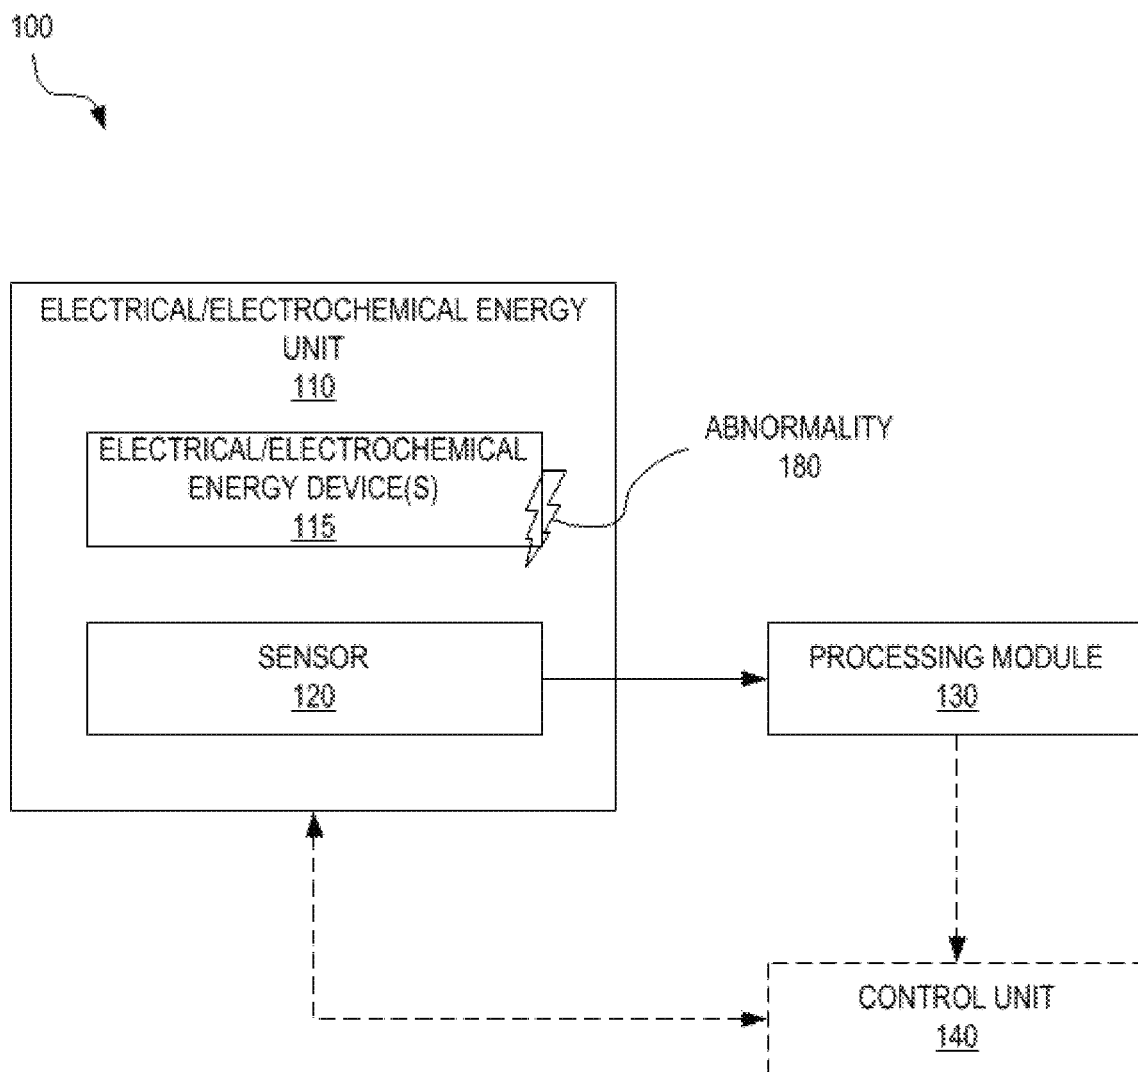 100
ELECTRICAL/ELECTROCHEMICAL ENERGY
UNIT
110
ELECTRICAL/ELECTROCHEMICAL
ENERGY DEVICE(S)
115
ABNORMALITY
180
SENSOR
120
PROCESSING MODULE
130
CONTROL UNIT
140